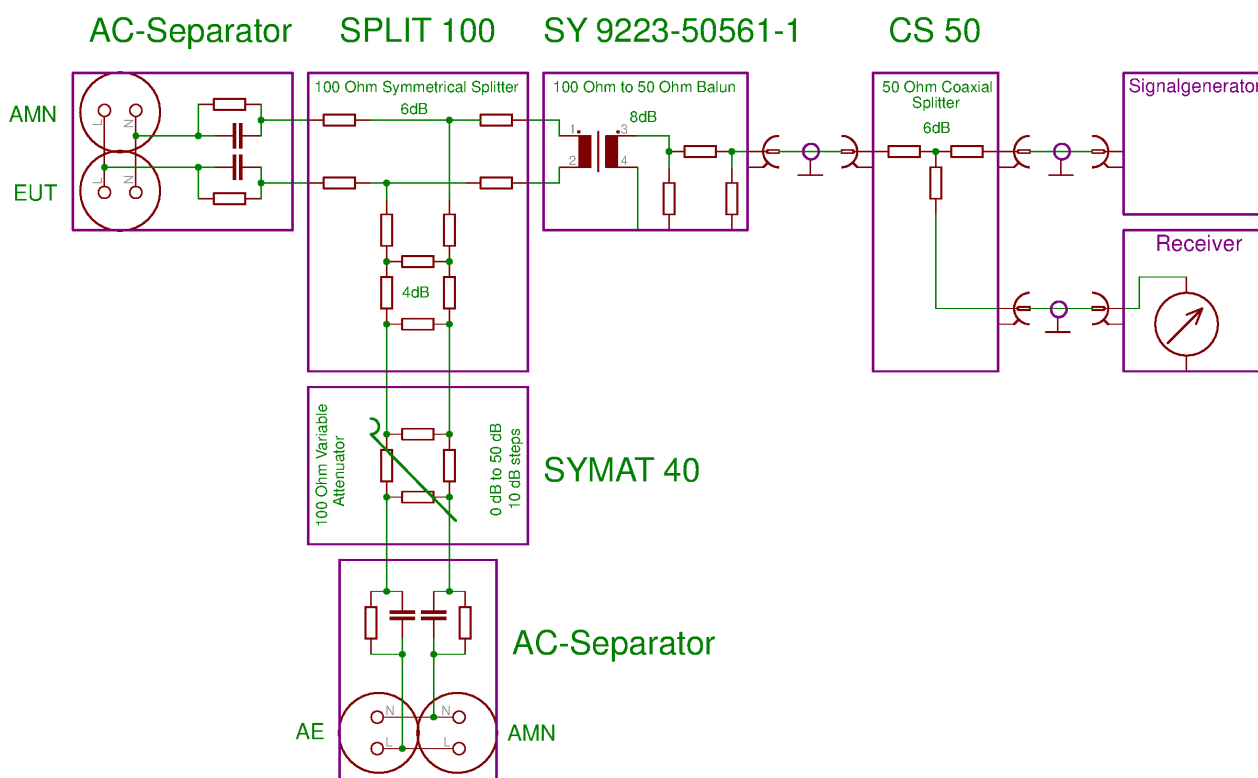 AC-Separator
SPLIT 100
SY 9223-50561-1
CS 50
AMN
EUT
L
N
L
N
100 Ohm Symmetrical Splitter
6dB
4dB
100 Ohm to 50 Ohm Balun
8dB
1
2
3
4
50 Ohm Coaxial
Splitter
6dB
Signalgenerator
Receiver
100 Ohm Variable
Attenuator
0 dB to 50 dB
10 dB steps
SYMAT 40
AC-Separator
AE
N
L
N
L
AMN